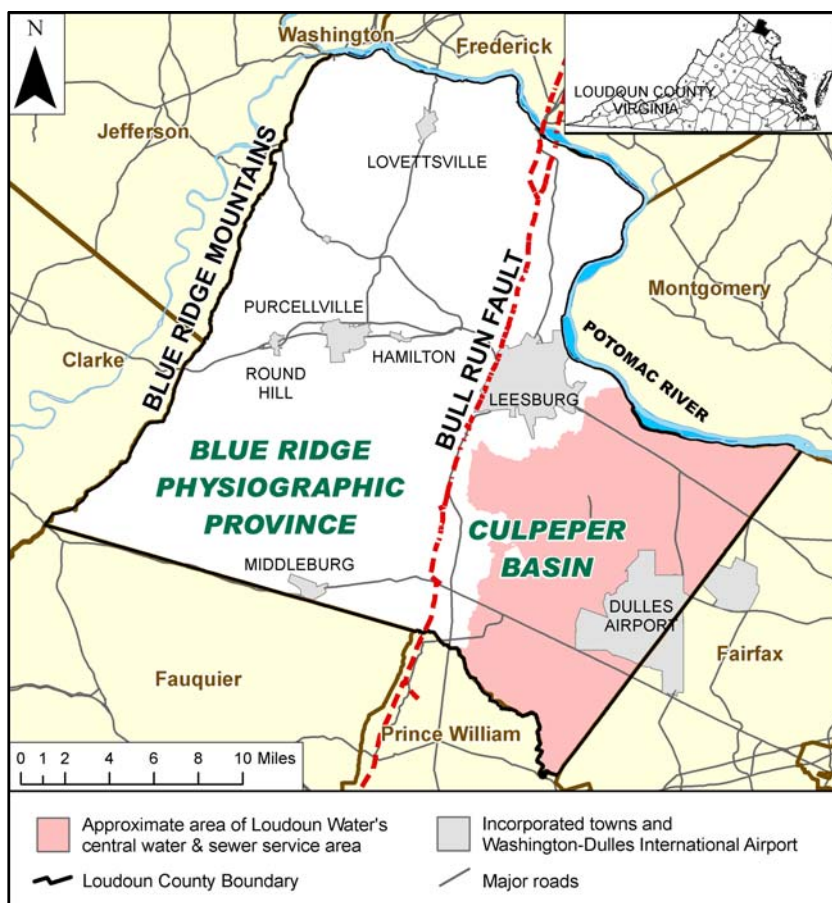 N
Washington
Frederick
LOUDOUN COUNTY
VIRGINIA
Jefferson
LOVETTSVILLE
BLUE RIDGE MOUNTAINS
Montgomery
PURCELLVILLE
HAMILTON
ROUND
HILL
Clarke
BULL RUN FAULT
LEESBURG
POTOMAC RIVER
BLUE RIDGE
PHYSIOGRAPHIC
PROVINCE
CULPEPER
BASIN
MIDDLEBURG
DULLES
AIRPORT
Fairfax
Fauquier
Prince William
0 1 2 4 6 8 10 Miles
Approximate area of Loudoun Water's
central water & sewer service area
Incorporated towns and
Washington-Dulles International Airport
Loudoun County Boundary
Major roads